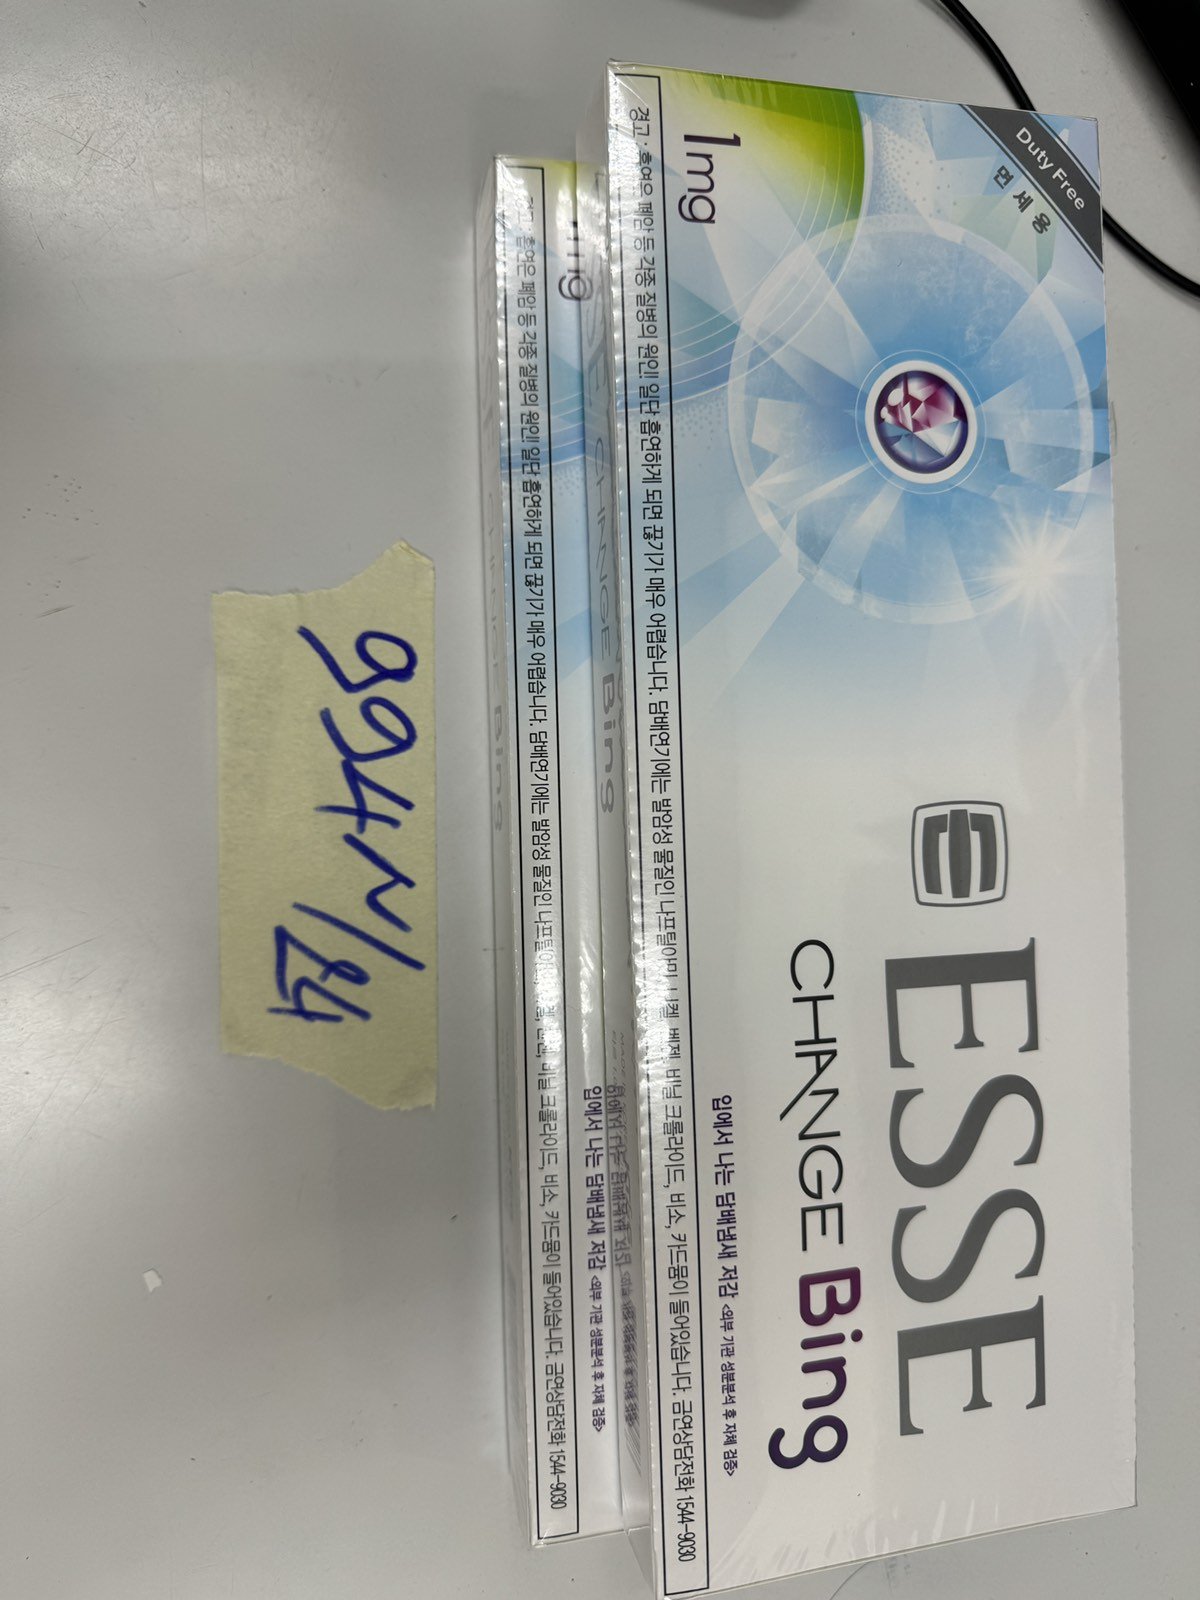 Duty Free
면세용
1mg
경고 : 흡연은 폐암 등 각종 질병의 원인! 일단 흡연하게 되면 끊기가 매우 어렵습니다. 담배연기에는 발암성 물질인 나프틸아민, 니켈, 벤젠, 비닐 크롤라이드, 비소, 카드뮴이 들어있습니다. 금연상담전화 1544-9030
ESSE
CHANGE Bing
입에서 나는 담배냄새 저감 <외부 기관 성분분석 후 자체 검증>
1mg
경고 : 흡연은 폐암 등 각종 질병의 원인! 일단 흡연하게 되면 끊기가 매우 어렵습니다. 담배연기에는 발암성 물질인 비닐 크롤라이드, 비소, 카드뮴이 들어있습니다. 금연상담전화 1544-9030
CHANGE Bing
입에서 나는 담배냄새 저감 <외부 기관 성분분석 후 자체 검증>
994N/24